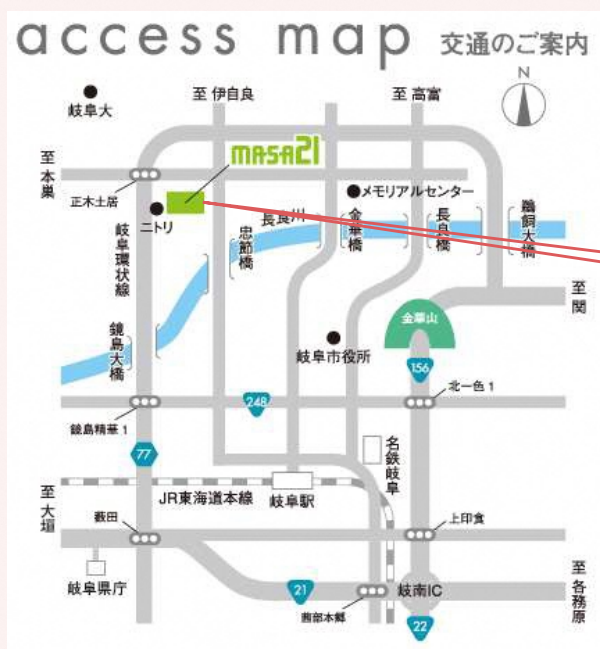 access map 交通のご案内
N
岐阜大
至 伊自良
至 高富
至本巣
MASA21
正木土居
ニトリ
メモリアルセンター
長良川
岐阜環状線
忠節橋
金華橋
長良橋
鵜飼大橋
至関
金華山
鏡島大橋
岐阜市役所
156
北一色 1
248
鏡島精華 1
77
名鉄岐阜
JR東海道本線
岐阜駅
至大垣
薮田
上印食
岐阜県庁
21
岐南IC
茜部本郷
22
至各務原